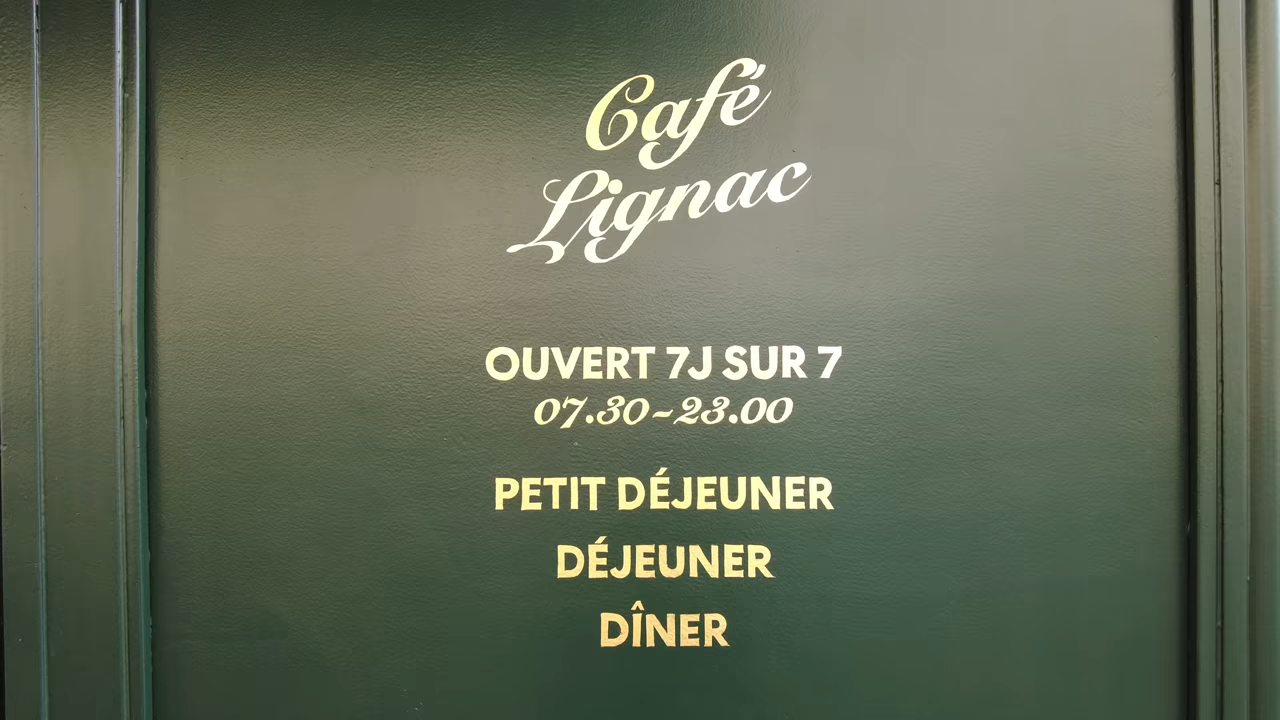 Café
Lignac
OUVERT 7J SUR 7
07.30-23.00
PETIT DÉJEUNER
DÉJEUNER
DÎNER